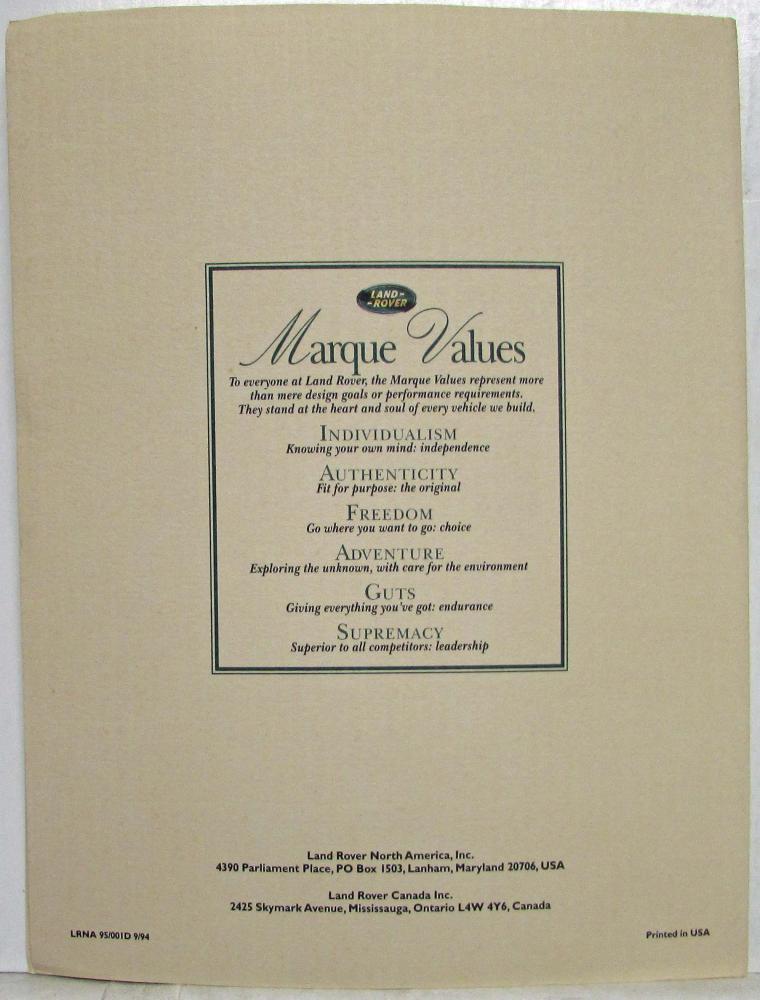 LAND-
-ROVER
Marque Values
To everyone at Land Rover, the Marque Values represent more
than mere design goals or performance requirements.
They stand at the heart and soul of every vehicle we build.
INDIVIDUALISM
Knowing your own mind: independence
AUTHENTICITY
Fit for purpose: the original
FREEDOM
Go where you want to go: choice
ADVENTURE
Exploring the unknown, with care for the environment
GUTS
Giving everything you've got: endurance
SUPREMACY
Superior to all competitors: leadership
Land Rover North America, Inc.
4390 Parliament Place, PO Box 1503, Lanham, Maryland 20706, USA
Land Rover Canada Inc.
2425 Skymark Avenue, Mississauga, Ontario L4W 4Y6, Canada
LRNA 95/001D 9/94
Printed in USA